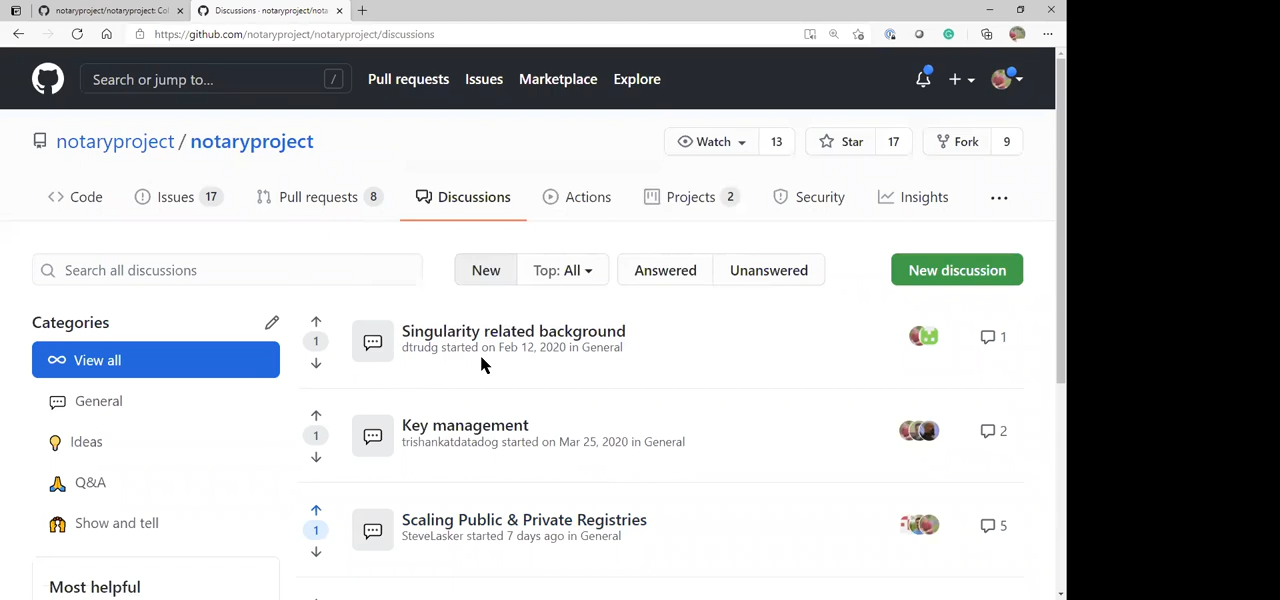 notaryproject/notaryproject: Col
Discussions · notaryproject/nota
https://github.com/notaryproject/notaryproject/discussions
Search or jump to...
/
Pull requests
Issues
Marketplace
Explore
notaryproject / notaryproject
Watch
13
Star
17
Fork
9
Code
Issues 17
Pull requests 8
Discussions
Actions
Projects 2
Security
Insights
Search all discussions
New
Top: All
Answered
Unanswered
New discussion
Categories
View all
General
Ideas
Q&A
Show and tell
Most helpful
1
Singularity related background
dtrudg started on Feb 12, 2020 in General
1
1
Key management
trishankatdatadog started on Mar 25, 2020 in General
2
1
Scaling Public & Private Registries
SteveLasker started 7 days ago in General
5